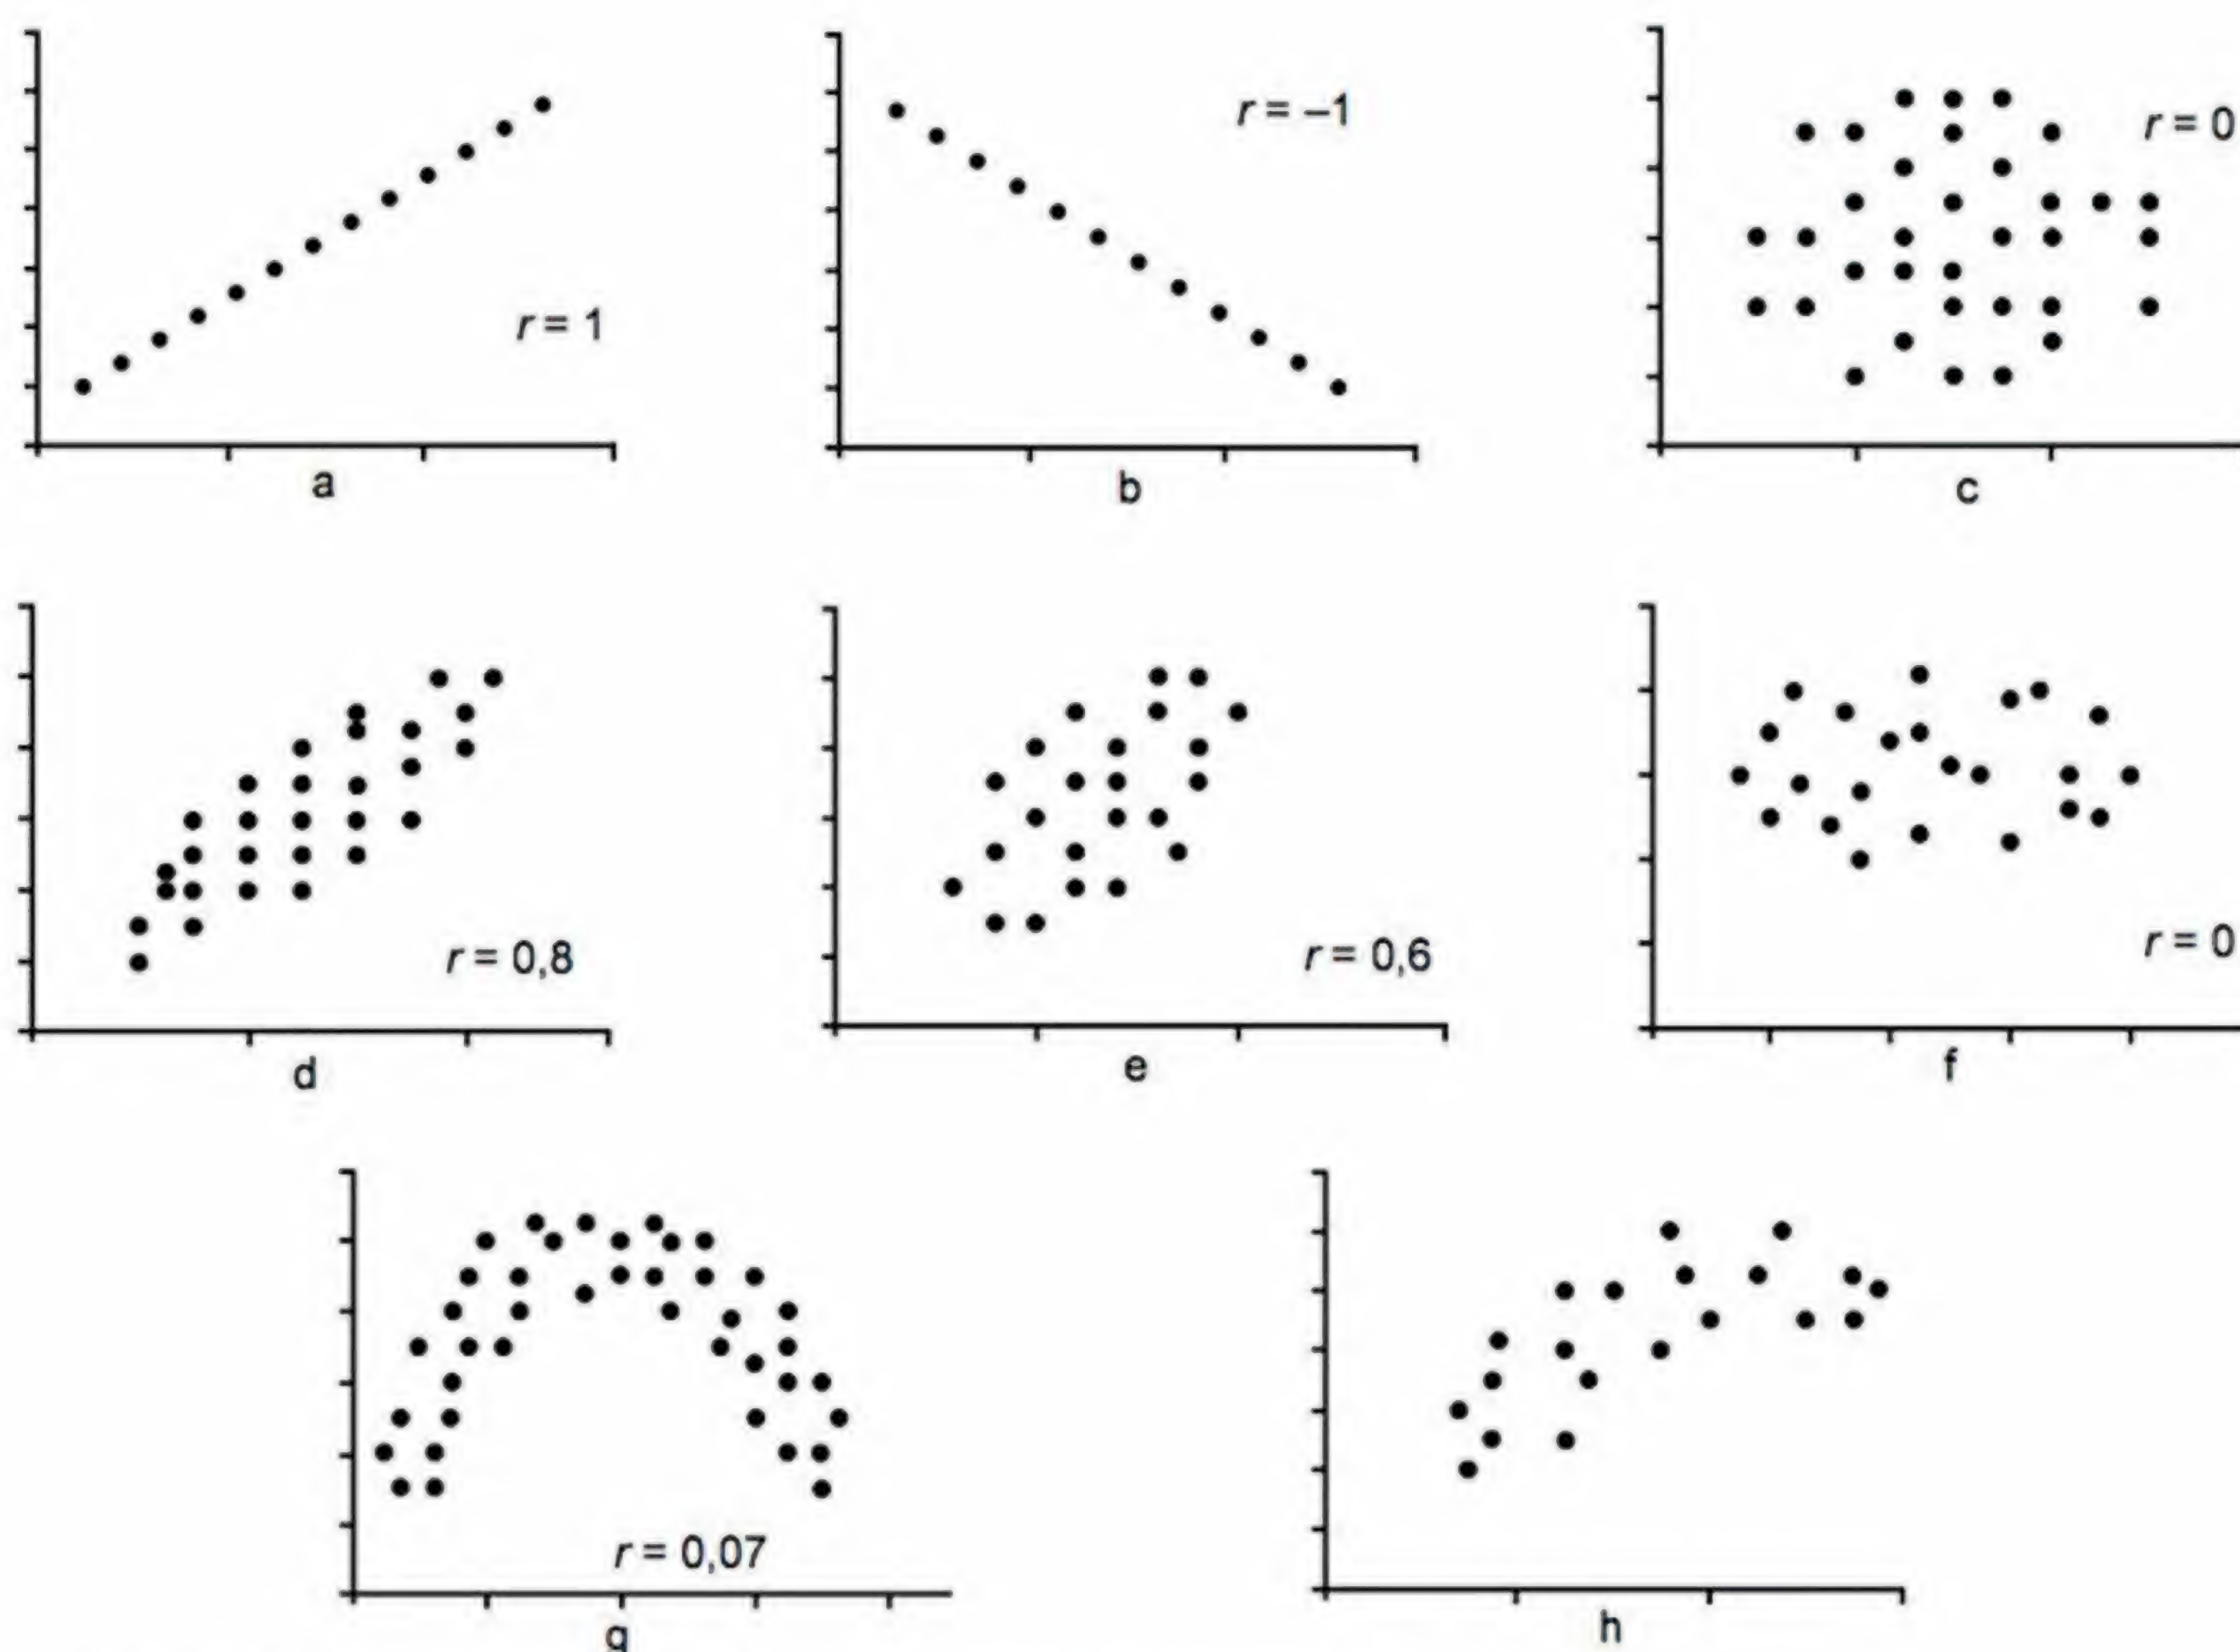 r = 1
a
r = –1
b
r = 0
c
r = 0,8
d
r = 0,6
e
r = 0
f
r = 0,07
g
h